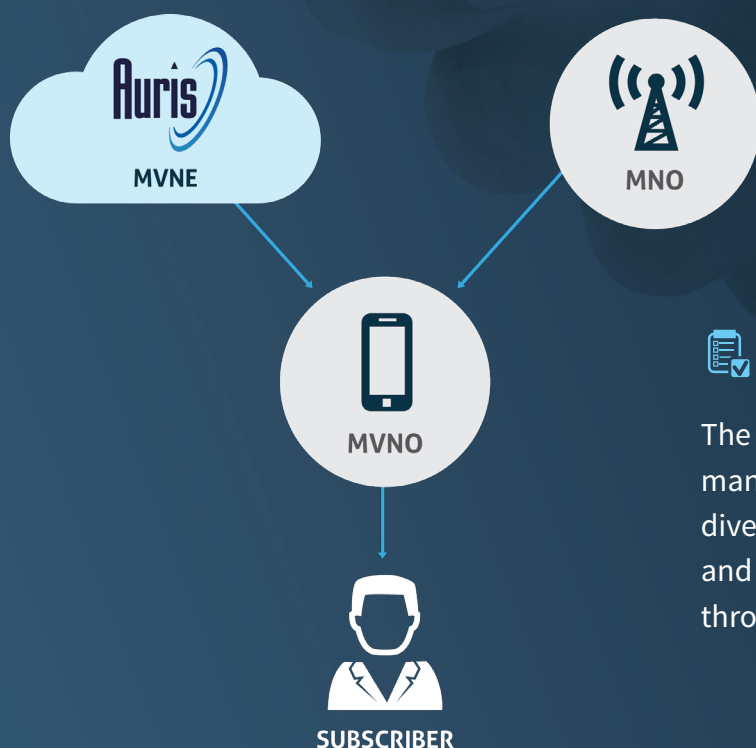 Auris
MVNE
MNO
MVNO
The
man
dive
and
thro
SUBSCRIBER